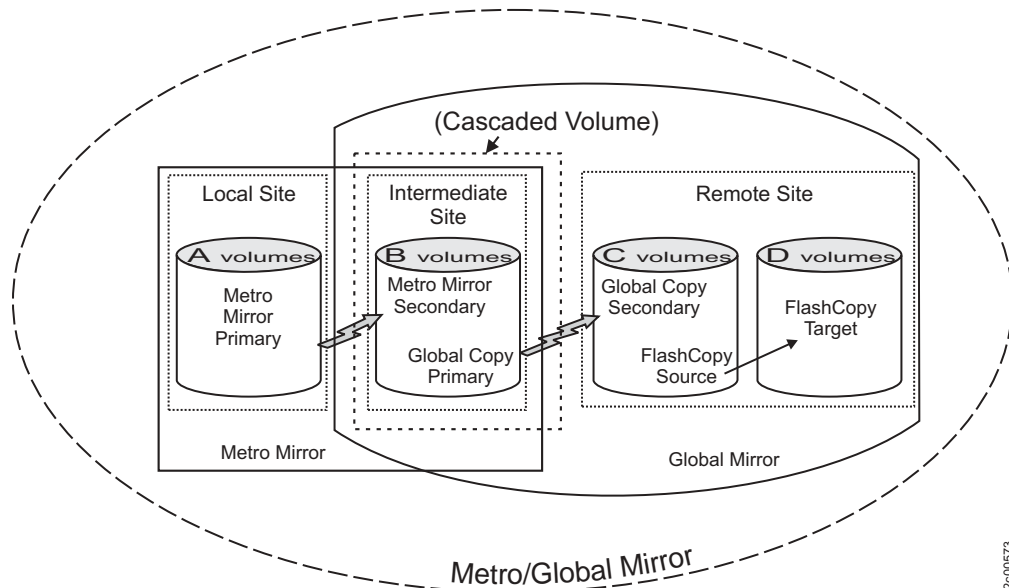 (Cascaded Volume)
Local Site
Intermediate
Site
Remote Site
A volumes
B volumes
C volumes
D volumes
Metro
Mirror
Primary
Metro Mirror
Secondary
Global Copy
Primary
Global Copy
Secondary
FlashCopy
Source
FlashCopy
Target
Metro Mirror
Global Mirror
Metro/Global Mirror